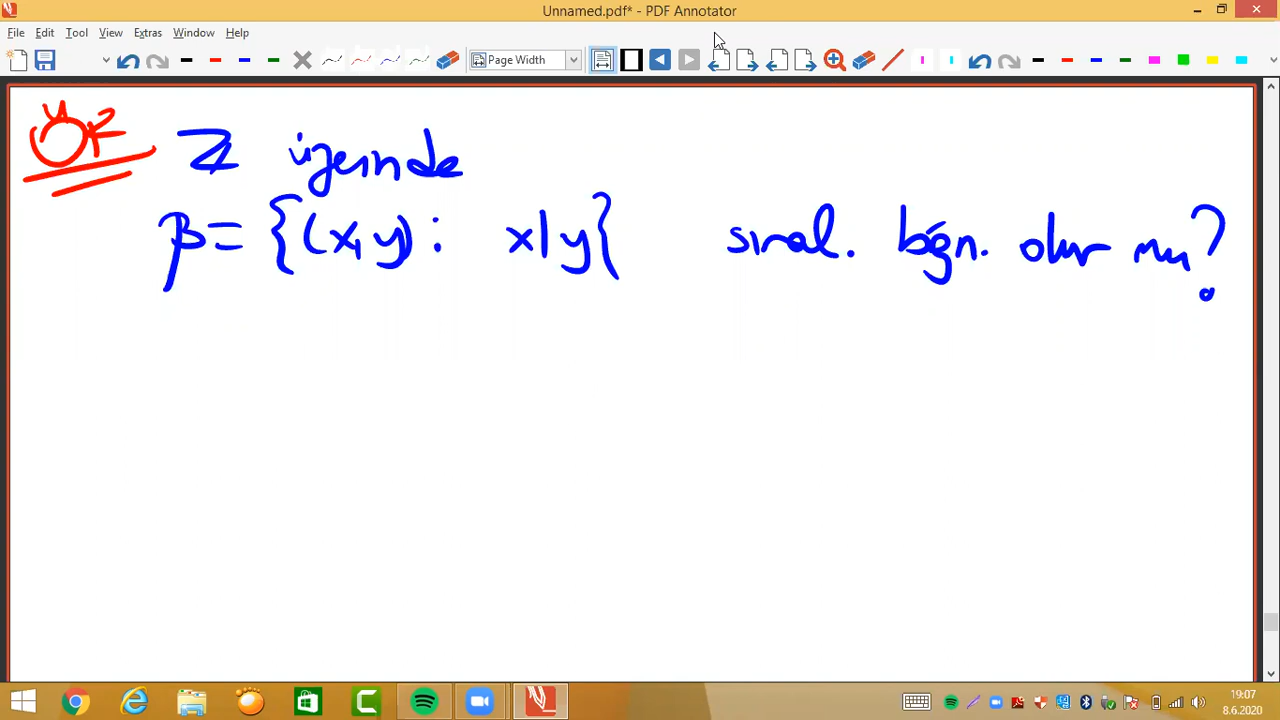 Unnamed.pdf* - PDF Annotator
File Edit Tool View Extras Window Help
Page Width
ÖR
ℤ üzerinde
β = {(x,y): x|y{ sıral. bğn. olur mu?
19:07
8.6.2020